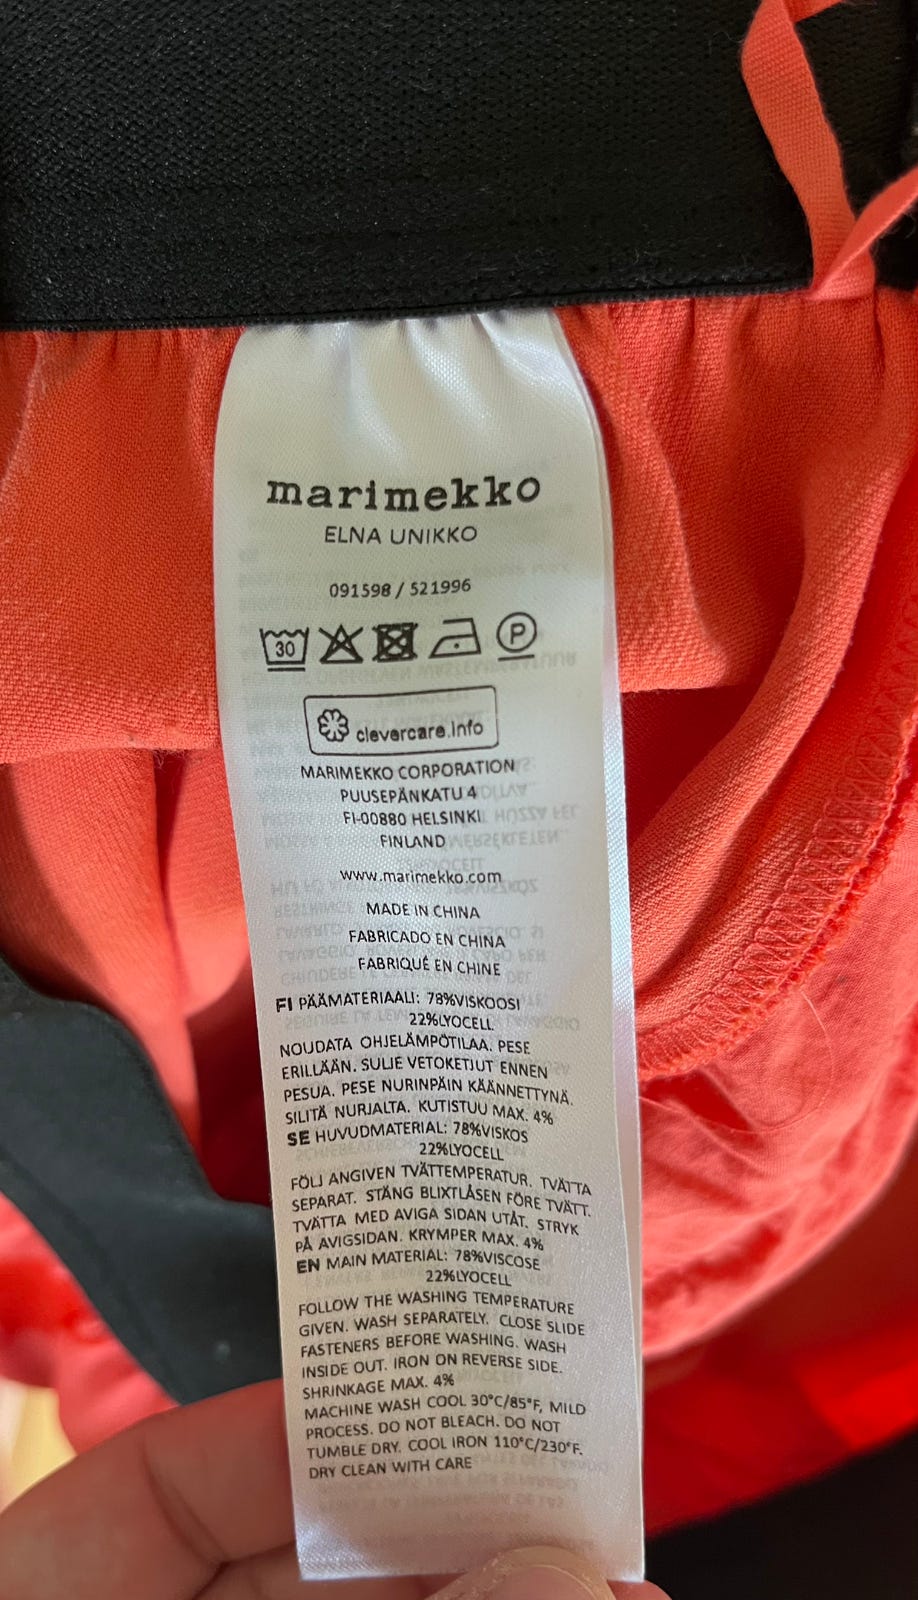 marimekko
ELNA UNIKKO
091598 / 521996
30 P
clevercare.info
MARIMEKKO CORPORATION
PUUSEPÄNKATU 4
FI-00880 HELSINKI
FINLAND
www.marimekko.com
MADE IN CHINA
FABRICADO EN CHINA
FABRIQUÉ EN CHINE
FI PÄÄMATERIAALI: 78%VISKOOSI
22%LYOCELL
NOUDATA OHJELÄMPÖTILAA. PESE
ERILLÄÄN. SULJE VETOKETJUT ENNEN
PESUA. PESE NURINPÄIN KÄÄNNETTYNÄ.
SILITÄ NURJALTA. KUTISTUU MAX. 4%
SE HUVUDMATERIAL: 78%VISKOS
22%LYOCELL
FÖLJ ANGIVEN TVÄTTEMPERATUR. TVÄTTA
SEPARAT. STÄNG BLIXTLÅSEN FÖRE TVÄTT.
TVÄTTA MED AVIGA SIDAN UTÅT. STRYK
PÅ AVIGSIDAN. KRYMPER MAX. 4%
EN MAIN MATERIAL: 78%VISCOSE
22%LYOCELL
FOLLOW THE WASHING TEMPERATURE
GIVEN. WASH SEPARATELY. CLOSE SLIDE
FASTENERS BEFORE WASHING. WASH
INSIDE OUT. IRON ON REVERSE SIDE.
SHRINKAGE MAX. 4%
MACHINE WASH COOL 30°C/85°F, MILD
PROCESS. DO NOT BLEACH. DO NOT
TUMBLE DRY. COOL IRON 110°C/230°F.
DRY CLEAN WITH CARE